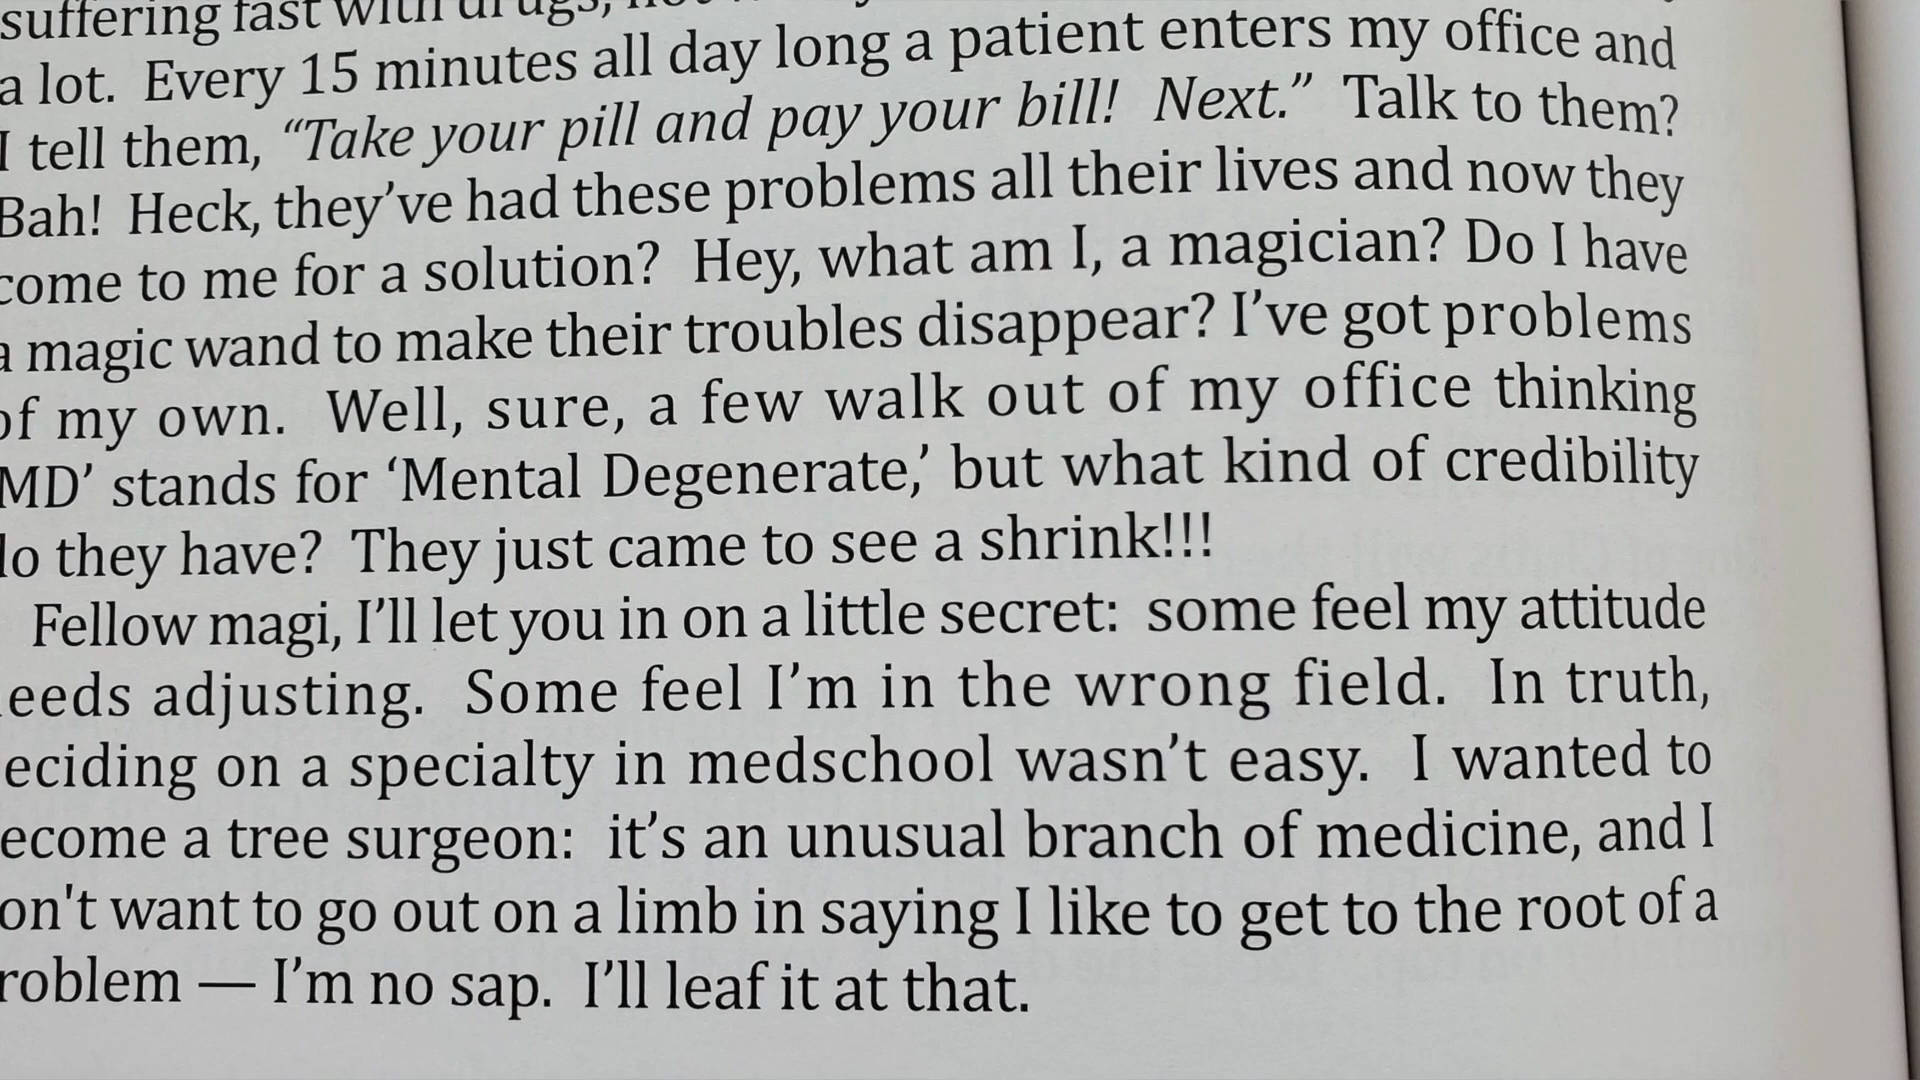 suffering fast with drugs,
a lot. Every 15 minutes all day long a patient enters my office and
I tell them, “Take your pill and pay your bill! Next.” Talk to them?
Bah! Heck, they’ve had these problems all their lives and now they
come to me for a solution? Hey, what am I, a magician? Do I have
a magic wand to make their troubles disappear? I’ve got problems
of my own. Well, sure, a few walk out of my office thinking
MD’ stands for ‘Mental Degenerate,’ but what kind of credibility
do they have? They just came to see a shrink!!!
Fellow magi, I’ll let you in on a little secret: some feel my attitude
eeds adjusting. Some feel I’m in the wrong field. In truth,
eciding on a specialty in medschool wasn’t easy. I wanted to
ecome a tree surgeon: it’s an unusual branch of medicine, and I
on't want to go out on a limb in saying I like to get to the root of a
roblem — I’m no sap. I’ll leaf it at that.